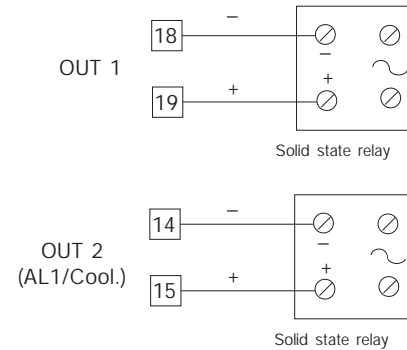 18 −
−
OUT 1
+
19 +
Solid state relay
14 −
−
OUT 2
(AL1/Cool.)
+
15 +
Solid state relay